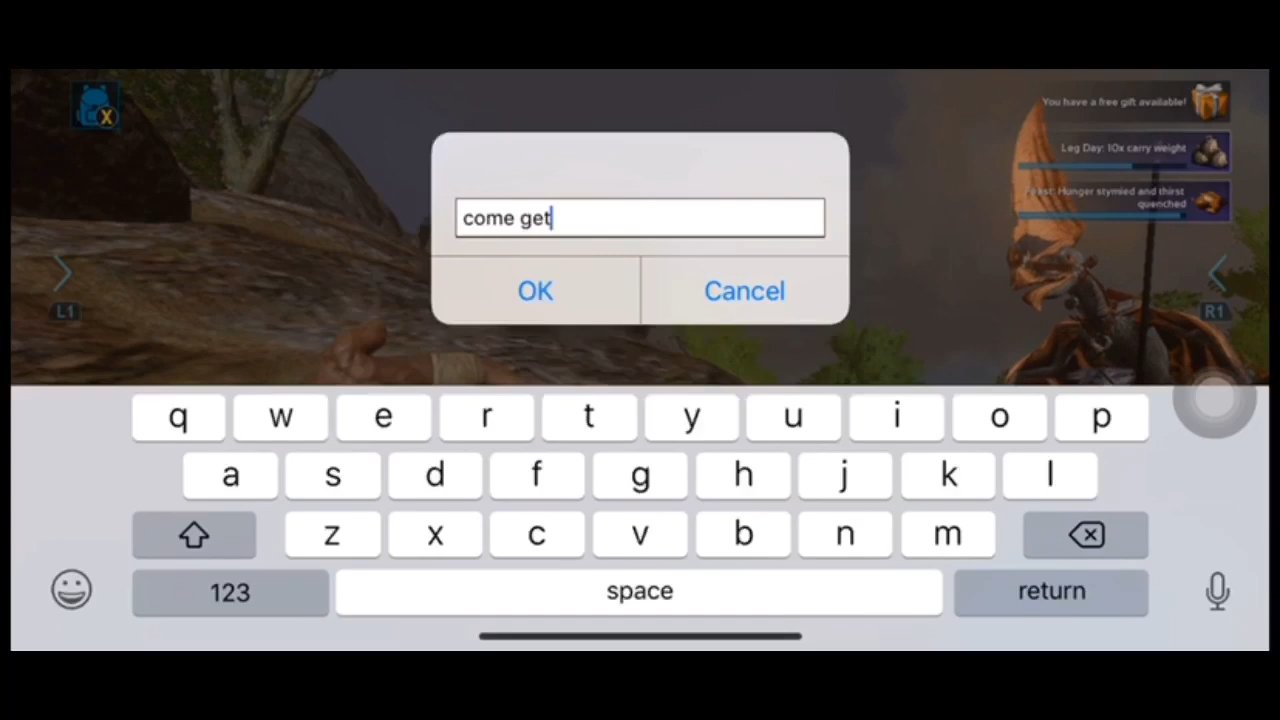 You have a free gift available!
X
Leg Day: 10x carry weight
Feast: Hunger stymied and thirst
quenched
come get
OK
Cancel
L1
R1
q w e r t y u i o p
a s d f g h j k l
z x c v b n m
123
space
return